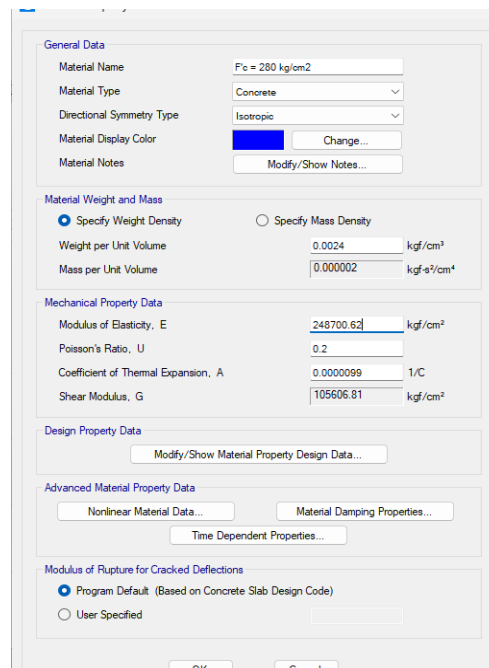 General Data
Material Name F'c = 280 kg/cm2
Material Type Concrete
Directional Symmetry Type Isotropic
Material Display Color Change...
Material Notes Modify/Show Notes...
Material Weight and Mass
Specify Weight Density Specify Mass Density
Weight per Unit Volume 0.0024 kgf/cm³
Mass per Unit Volume 0.000002 kgf-s²/cm⁴
Mechanical Property Data
Modulus of Elasticity, E 248700.62 kgf/cm²
Poisson's Ratio, U 0.2
Coefficient of Thermal Expansion, A 0.0000099 1/C
Shear Modulus, G 105606.81 kgf/cm²
Design Property Data
Modify/Show Material Property Design Data...
Advanced Material Property Data
Nonlinear Material Data... Material Damping Properties...
Time Dependent Properties...
Modulus of Rupture for Cracked Deflections
Program Default (Based on Concrete Slab Design Code)
User Specified